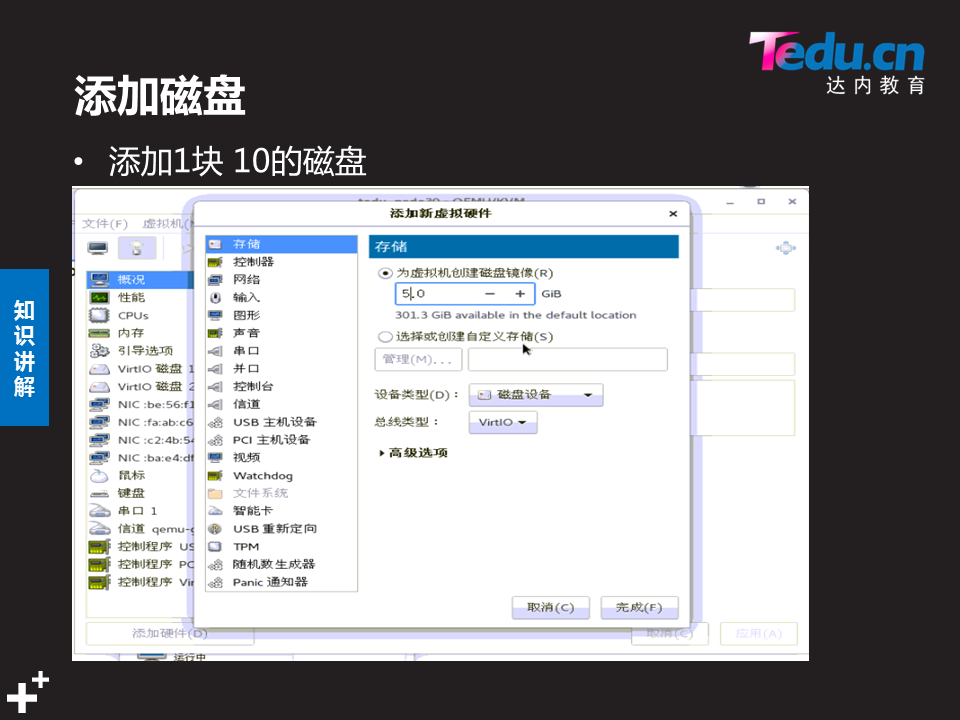 Tedu.cn
达内教育
添加磁盘
• 添加1块 10的磁盘
知识讲解
添加新虚拟硬件
文件(F)
概况
性能
CPUs
内存
引导选项
VirtIO 磁盘 1
VirtIO 磁盘 2
NIC :be:56:f1
NIC :fa:ab:c6
NIC :c2:4b:54
NIC :ba:e4:df
鼠标
键盘
串口 1
信道 qemu-g
控制程序 US
控制程序 PC
控制程序 Vir
添加硬件(D)
运行中
存储
控制器
网络
输入
图形
声音
串口
并口
控制台
信道
USB 主机设备
PCI 主机设备
视频
Watchdog
文件系统
智能卡
USB 重新定向
TPM
随机数生成器
Panic 通知器
存储
为虚拟机创建磁盘镜像(R)
5.0 − + GiB
301.3 GiB available in the default location
选择或创建自定义存储(S)
管理(M)...
设备类型(D)： 磁盘设备
总线类型： VirtIO
高级选项
取消(C) 完成(F)
取消(C) 应用(A)